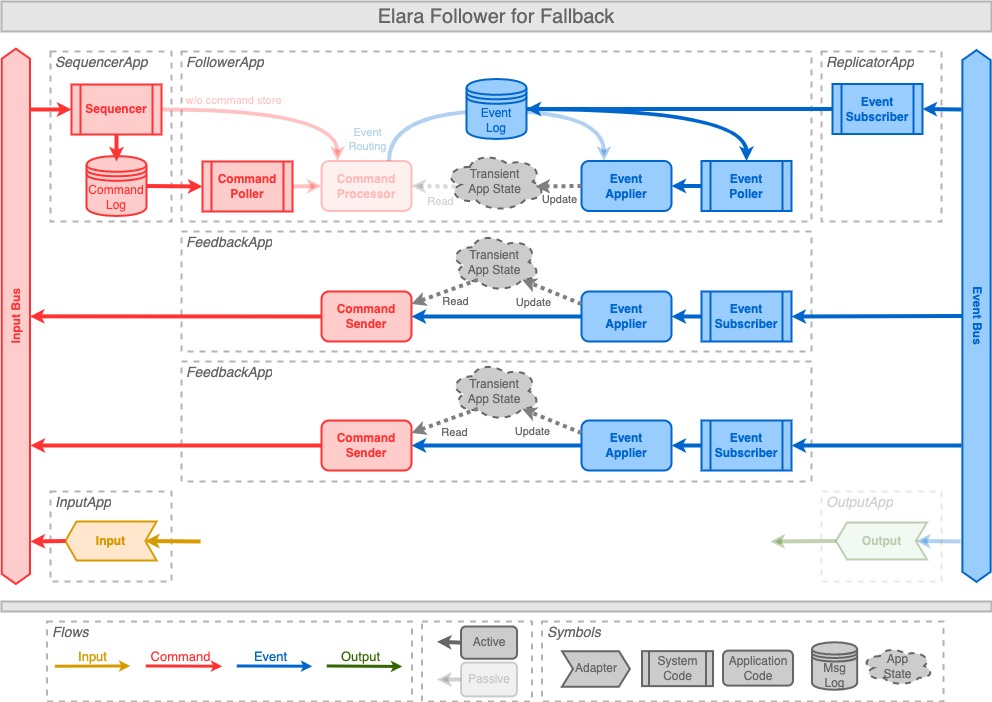 Elara Follower for Fallback
SequencerApp
FollowerApp
ReplicatorApp
Sequencer
w/o command store
Event
Log
Event
Subscriber
Event
Routing
Command
Log
Command
Poller
Command
Processor
Read
Transient
App State
Update
Event
Applier
Event
Poller
FeedbackApp
Transient
App State
Read
Update
Command
Sender
Event
Applier
Event
Subscriber
Input Bus
Event Bus
FeedbackApp
Transient
App State
Read
Update
Command
Sender
Event
Applier
Event
Subscriber
InputApp
Input
OutputApp
Output
Flows
Input
Command
Event
Output
Active
Passive
Symbols
Adapter
System
Code
Application
Code
Msg
Log
App
State